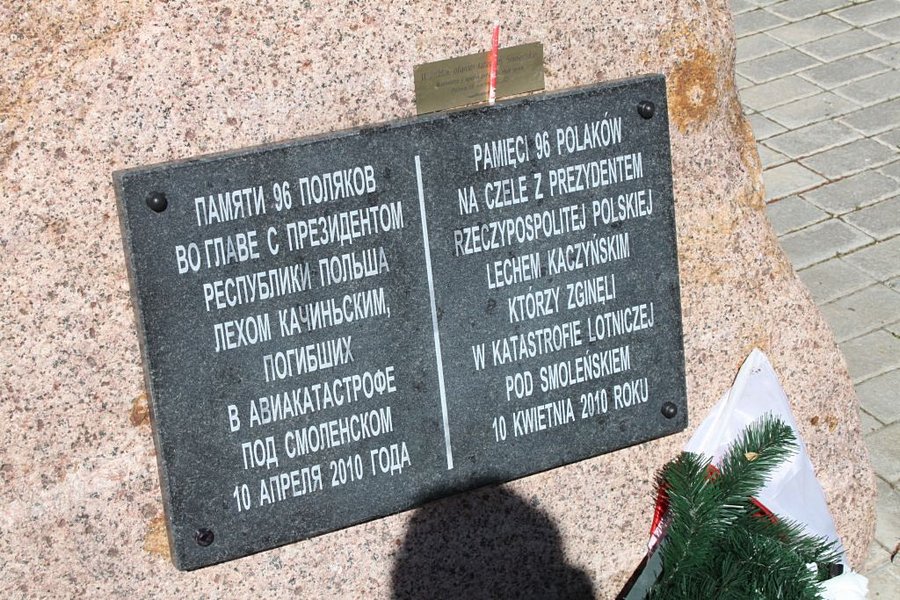 ПАМЯТИ 96 ПОЛЯКОВ
ВО ГЛАВЕ С ПРЕЗИДЕНТОМ
РЕСПУБЛИКИ ПОЛЬША
ЛЕХОМ КАЧИНЬСКИМ,
ПОГИБШИХ
В АВИАКАТАСТРОФЕ
ПОД СМОЛЕНСКОМ
10 АПРЕЛЯ 2010 ГОДА
PAMIĘCI 96 POLAKÓW
NA CZELE Z PREZYDENTEM
RZECZYPOSPOLITEJ POLSKIEJ
LECHEM KACZYŃSKIM
KTÓRZY ZGINĘLI
W KATASTROFIE LOTNICZEJ
POD SMOLEŃSKIEM
10 KWIETNIA 2010 ROKU